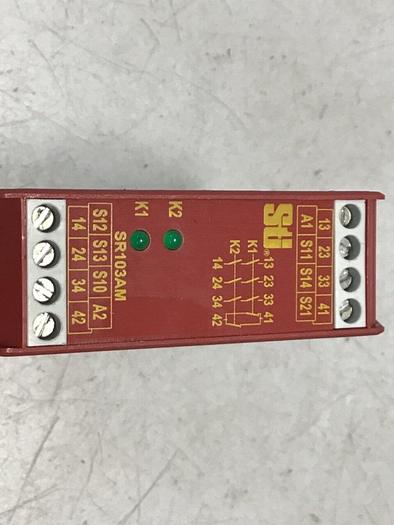 13 23 33 41
A1 S11 S14 S21
Sti®
13 23 33 41
K1
K2
14 24 34 42
K2
K1
SR103AM
S12 S13 S10 A2
14 24 34 42